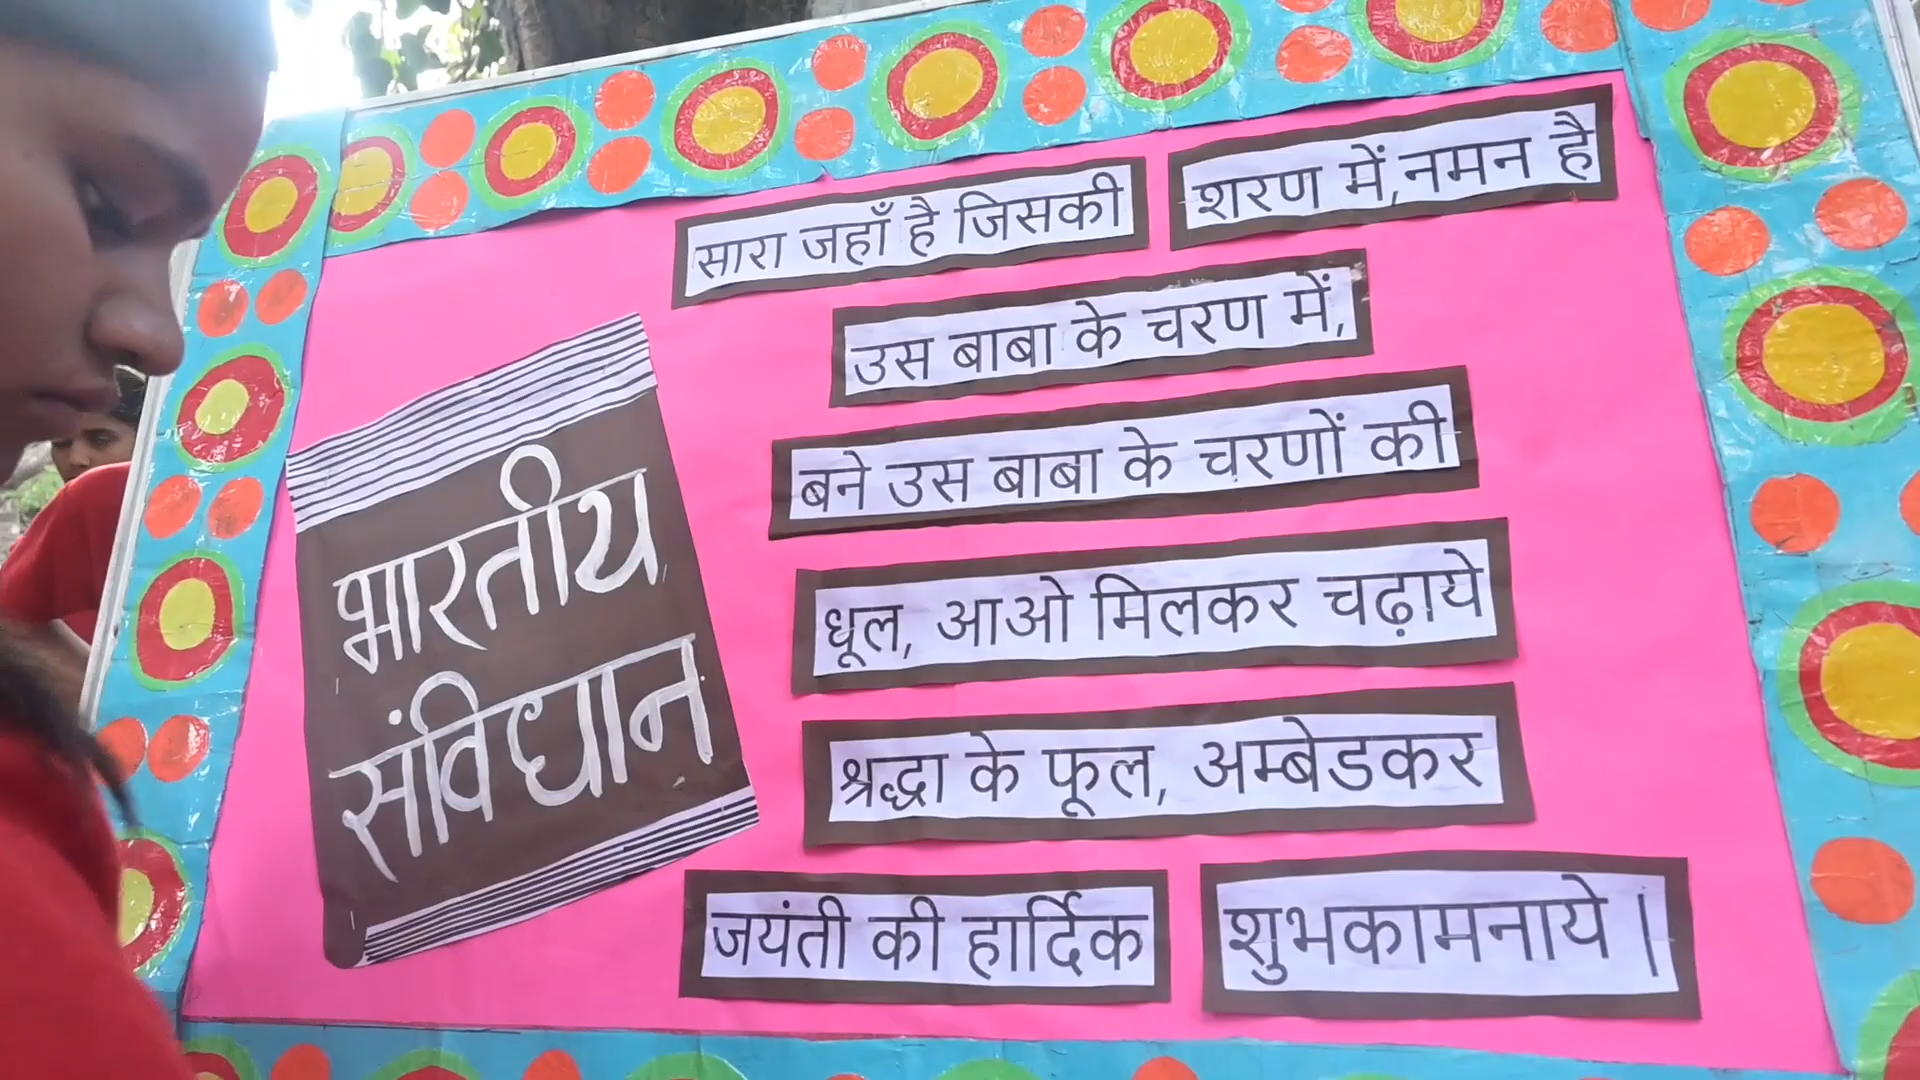 सारा जहाँ है जिसकी शरण में, नमन है
उस बाबा के चरण में,
बने उस बाबा के चरणों की
धूल, आओ मिलकर चढ़ाये
श्रद्धा के फूल, अम्बेडकर
जयंती की हार्दिक शुभकामनाये।
भारतीय
संविधान